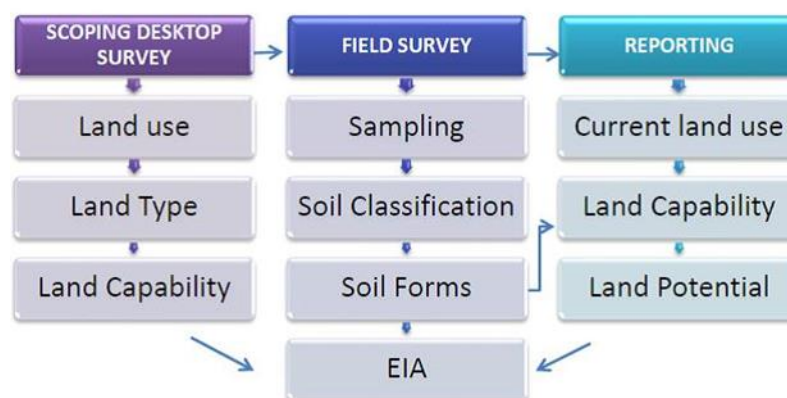 SCOPING DESKTOP
SURVEY
Land use
Land Type
Land Capability
FIELD SURVEY
Sampling
Soil Classification
Soil Forms
EIA
REPORTING
Current land use
Land Capability
Land Potential